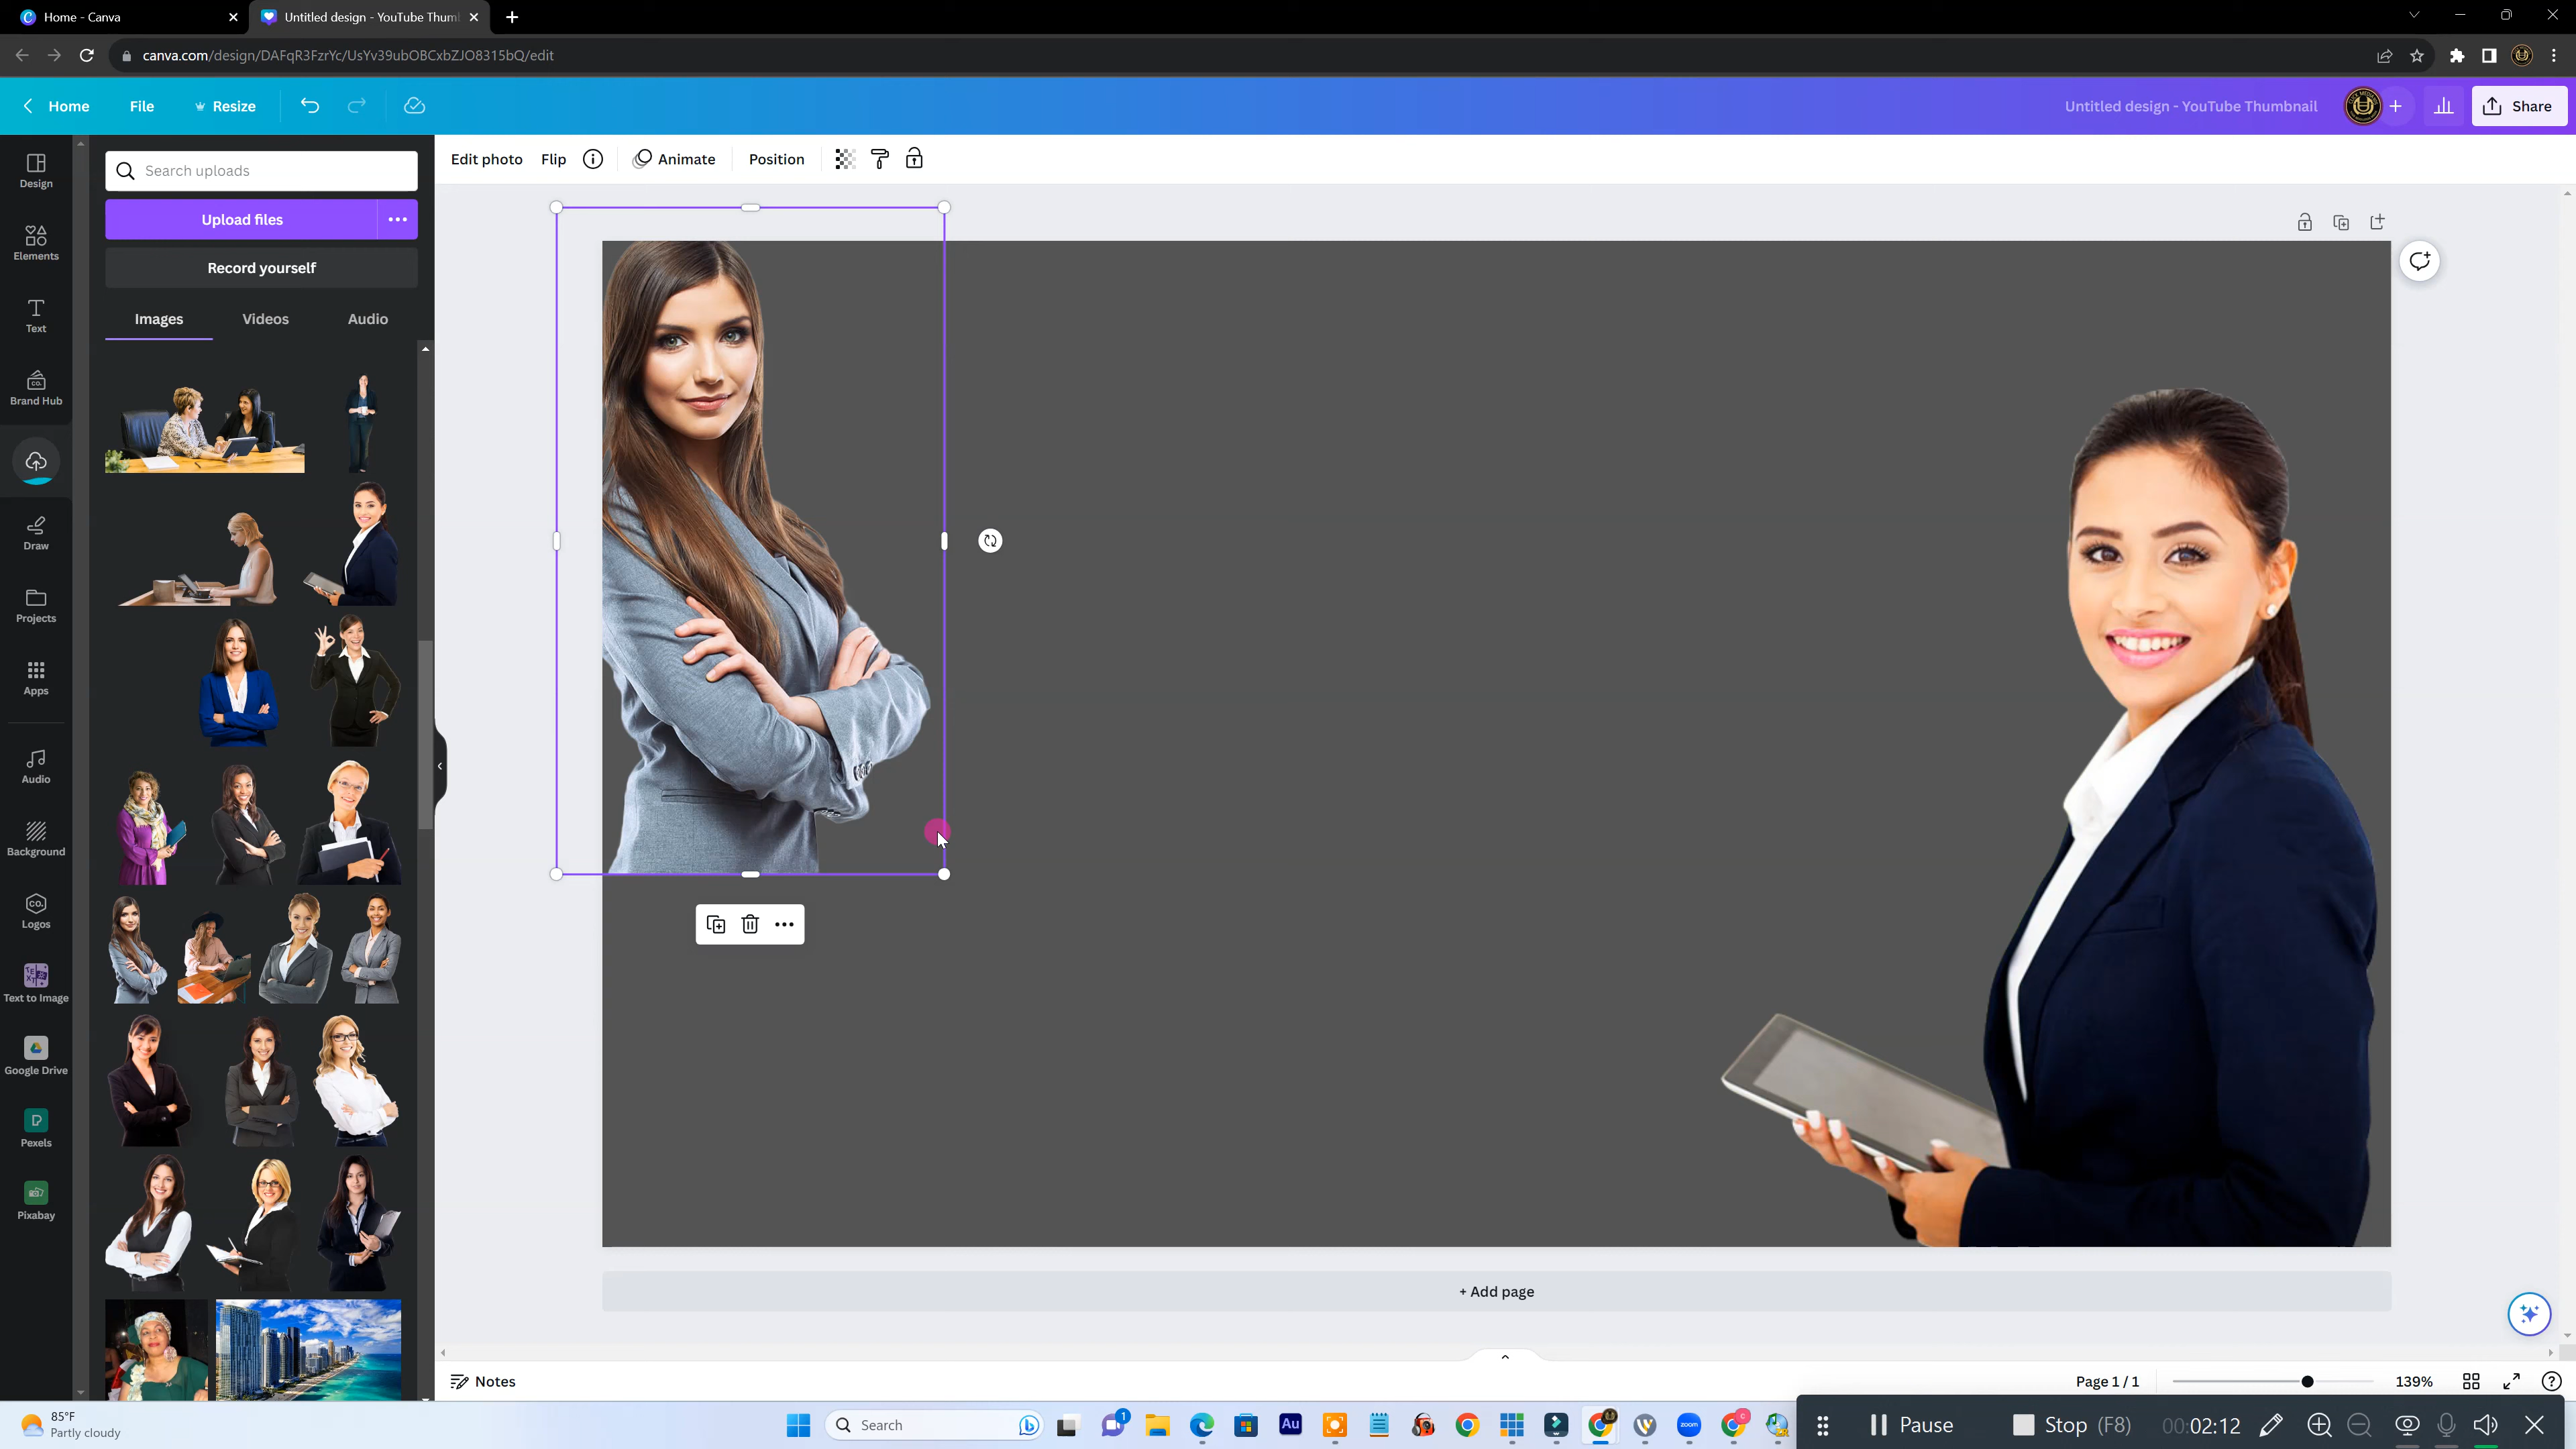 Home - Canva
Untitled design - YouTube Thum
canva.com/design/DAFqR3FzrYc/UsYv39ubOBCxbZJO8315bQ/edit
Home
File
Resize
Untitled design - YouTube Thumbnail
Share
Design
Elements
Text
Brand Hub
Draw
Projects
Apps
Audio
Background
Logos
Text to Image
Google Drive
Pexels
Pixabay
Search uploads
Upload files
Record yourself
Images
Videos
Audio
Edit photo
Flip
Animate
Position
+ Add page
Notes
Page 1 / 1
139%
85°F
Partly cloudy
Search
Au
zoom
Pause
Stop (F8)
00:02:12